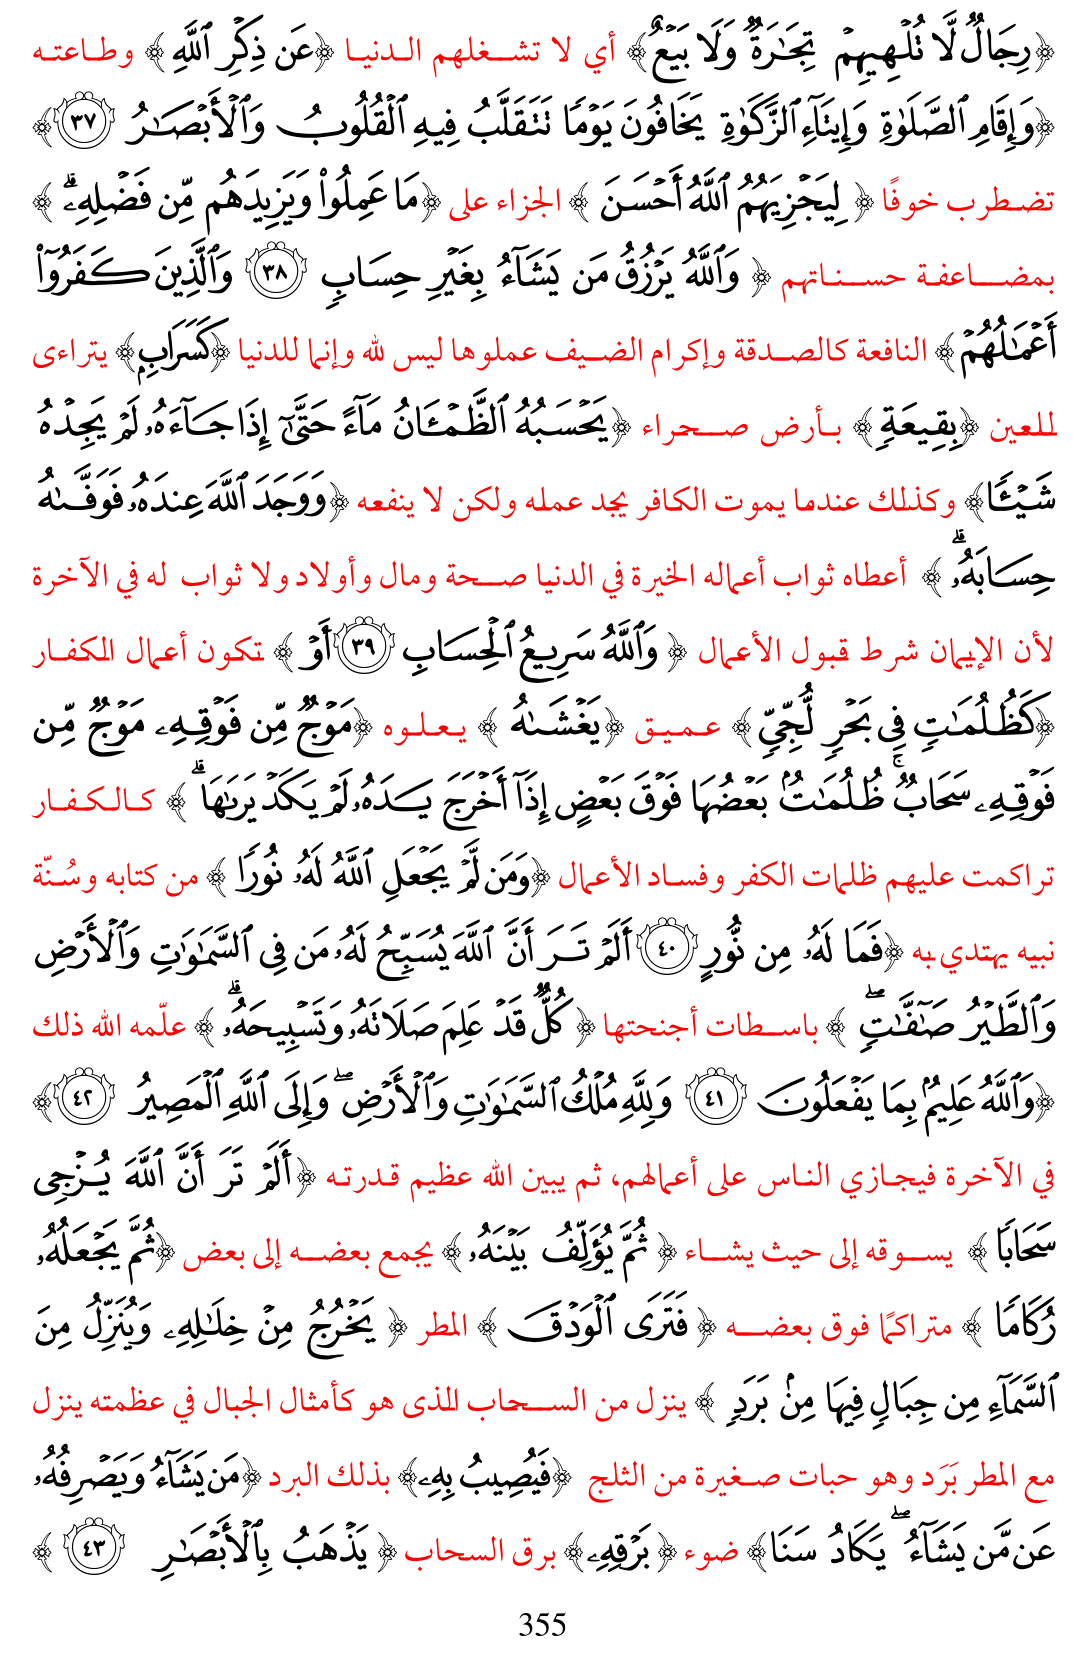 ﴿رِجَالٌ لَّا تُلْهِيهِمْ تِجَٰرَةٌ وَلَا بَيْعٌ﴾ أي لا تشغلهم الدنيا ﴿عَن ذِكْرِ ٱللَّهِ﴾ وطاعته
﴿وَإِقَامِ ٱلصَّلَوٰةِ وَإِيتَآءِ ٱلزَّكَوٰةِ يَخَافُونَ يَوْمًا تَتَقَلَّبُ فِيهِ ٱلْقُلُوبُ وَٱلْأَبْصَٰرُ ٣٧﴾
تضطرب خوفًا ﴿لِيَجْزِيَهُمُ ٱللَّهُ أَحْسَنَ﴾ الجزاء على ﴿مَا عَمِلُوا۟ وَيَزِيدَهُم مِّن فَضْلِهِۦۗ﴾
بمضاعفة حسناتهم ﴿وَٱللَّهُ يَرْزُقُ مَن يَشَآءُ بِغَيْرِ حِسَابٍ ٣٨ وَٱلَّذِينَ كَفَرُوٓا۟
أَعْمَٰلُهُمْ﴾ النافعة كالصدقة وإكرام الضيف عملوها ليس لله وإنما للدنيا ﴿كَسَرَابٍۭ﴾ يتراءى
للعين ﴿بِقِيعَةٍ﴾ بأرض صحراء ﴿يَحْسَبُهُ ٱلظَّمْـَٔانُ مَآءً حَتَّىٰٓ إِذَا جَآءَهُۥ لَمْ يَجِدْهُ
شَيْـًٔا﴾ وكذلك عندما يموت الكافر يجد عمله ولكن لا ينفعه ﴿وَوَجَدَ ٱللَّهَ عِندَهُۥ فَوَفَّىٰهُ
حِسَابَهُۥۗ﴾ أعطاه ثواب أعماله الخيرة في الدنيا صحة ومال وأولاد ولا ثواب له في الآخرة
لأن الإيمان شرط قبول الأعمال ﴿وَٱللَّهُ سَرِيعُ ٱلْحِسَابِ ٣٩ أَوْ﴾ تكون أعمال الكفار
﴿كَظُلُمَٰتٍ فِى بَحْرٍ لُّجِّىٍّ﴾ عميق ﴿يَغْشَىٰهُ﴾ يعلوه ﴿مَوْجٌ مِّن فَوْقِهِۦ مَوْجٌ مِّن
فَوْقِهِۦ سَحَابٌۚ ظُلُمَٰتٌۢ بَعْضُهَا فَوْقَ بَعْضٍ إِذَآ أَخْرَجَ يَدَهُۥ لَمْ يَكَدْ يَرَىٰهَاۗ﴾ كالكفار
تراكمت عليهم ظلمات الكفر وفساد الأعمال ﴿وَمَن لَّمْ يَجْعَلِ ٱللَّهُ لَهُۥ نُورًا﴾ من كتابه وسُنّة
نبيه يهتدي به ﴿فَمَا لَهُۥ مِن نُّورٍ ٤٠ أَلَمْ تَرَ أَنَّ ٱللَّهَ يُسَبِّحُ لَهُۥ مَن فِى ٱلسَّمَٰوَٰتِ وَٱلْأَرْضِ
وَٱلطَّيْرُ صَٰٓفَّٰتٍۖ﴾ باسطات أجنحتها ﴿كُلٌّ قَدْ عَلِمَ صَلَاتَهُۥ وَتَسْبِيحَهُۥۗ﴾ علّمه الله ذلك
﴿وَٱللَّهُ عَلِيمٌۢ بِمَا يَفْعَلُونَ ٤١ وَلِلَّهِ مُلْكُ ٱلسَّمَٰوَٰتِ وَٱلْأَرْضِۖ وَإِلَى ٱللَّهِ ٱلْمَصِيرُ ٤٢﴾
في الآخرة فيجازي الناس على أعمالهم، ثم يبين الله عظيم قدرته ﴿أَلَمْ تَرَ أَنَّ ٱللَّهَ يُزْجِى
سَحَابًا﴾ يسوقه إلى حيث يشاء ﴿ثُمَّ يُؤَلِّفُ بَيْنَهُۥ﴾ يجمع بعضه إلى بعض ﴿ثُمَّ يَجْعَلُهُۥ
رُكَامًا﴾ متراكمًا فوق بعضه ﴿فَتَرَى ٱلْوَدْقَ﴾ المطر ﴿يَخْرُجُ مِنْ خِلَٰلِهِۦ وَيُنَزِّلُ مِنَ
ٱلسَّمَآءِ مِن جِبَالٍ فِيهَا مِنۢ بَرَدٍ﴾ ينزل من السحاب الذى هو كأمثال الجبال في عظمته ينزل
مع المطر بَرَد وهو حبات صغيرة من الثلج ﴿فَيُصِيبُ بِهِۦ﴾ بذلك البرد ﴿مَن يَشَآءُ وَيَصْرِفُهُۥ
عَن مَّن يَشَآءُۖ يَكَادُ سَنَا﴾ ضوء ﴿بَرْقِهِۦ﴾ برق السحاب ﴿يَذْهَبُ بِٱلْأَبْصَٰرِ ٤٣﴾
355